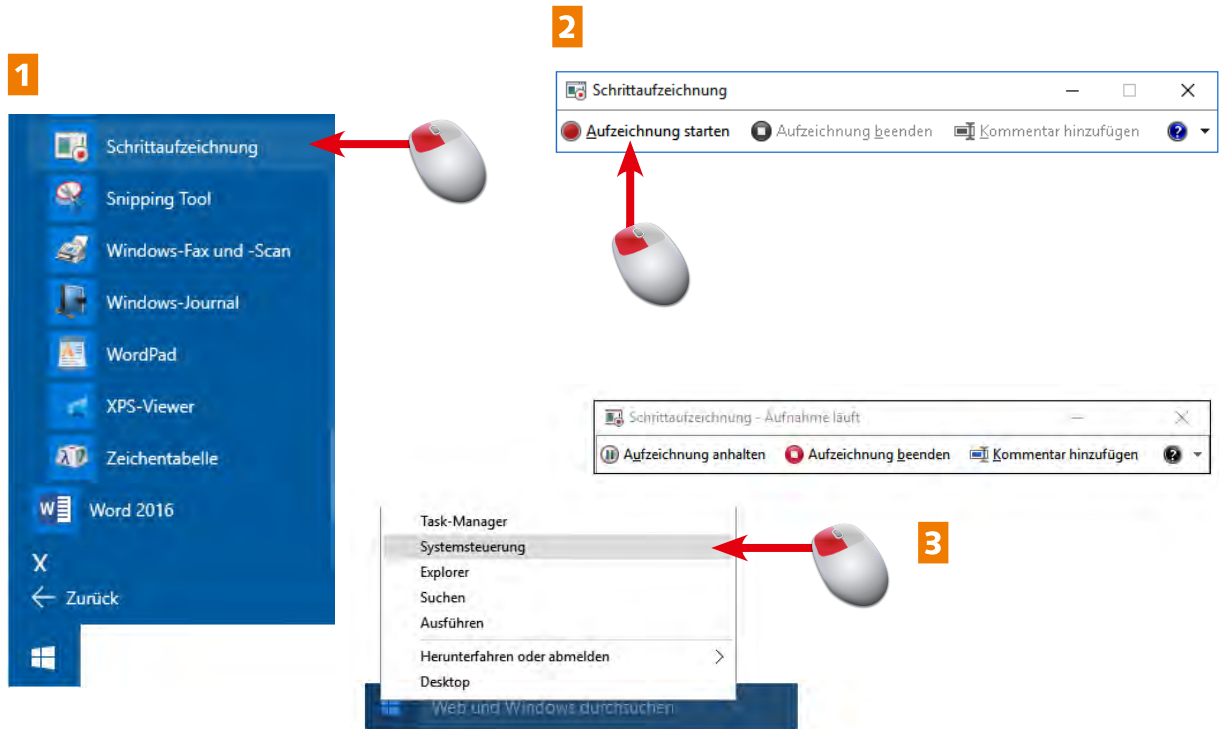 1
Schrittaufzeichnung
Snipping Tool
Windows-Fax und -Scan
Windows-Journal
WordPad
XPS-Viewer
Zeichentabelle
Word 2016
X
Zurück
2
Schrittaufzeichnung
Aufzeichnung starten Aufzeichnung beenden Kommentar hinzufügen
Schrittaufzeichnung - Aufnahme läuft
Aufzeichnung anhalten Aufzeichnung beenden Kommentar hinzufügen
3
Task-Manager
Systemsteuerung
Explorer
Suchen
Ausführen
Herunterfahren oder abmelden
Desktop
Web und Windows durchsuchen